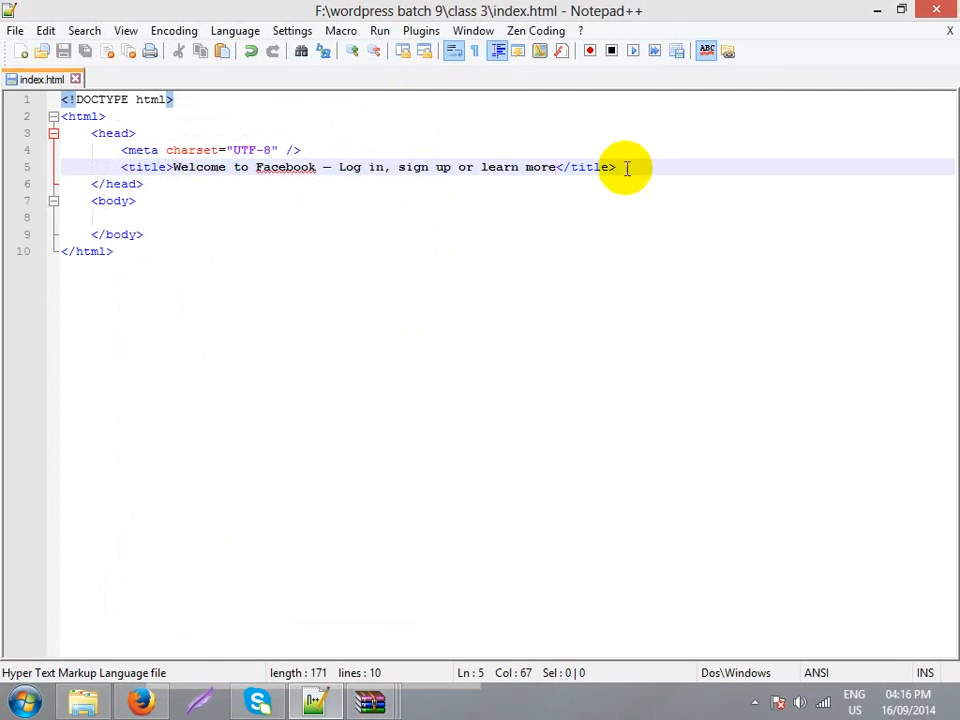 F:\wordpress batch 9\class 3\index.html - Notepad++
File Edit Search View Encoding Language Settings Macro Run Plugins Window Zen Coding ? X
ABC
index.html
1 <!DOCTYPE html>
2 <html>
3 <head>
4 <meta charset="UTF-8" />
5 <title>Welcome to Facebook — Log in, sign up or learn more</title>
6 </head>
7 <body>
8
9 </body>
10 </html>
Hyper Text Markup Language file length : 171 lines : 10 Ln : 5 Col : 67 Sel : 0 | 0 Dos\Windows ANSI INS
ENG 04:16 PM
US 16/09/2014